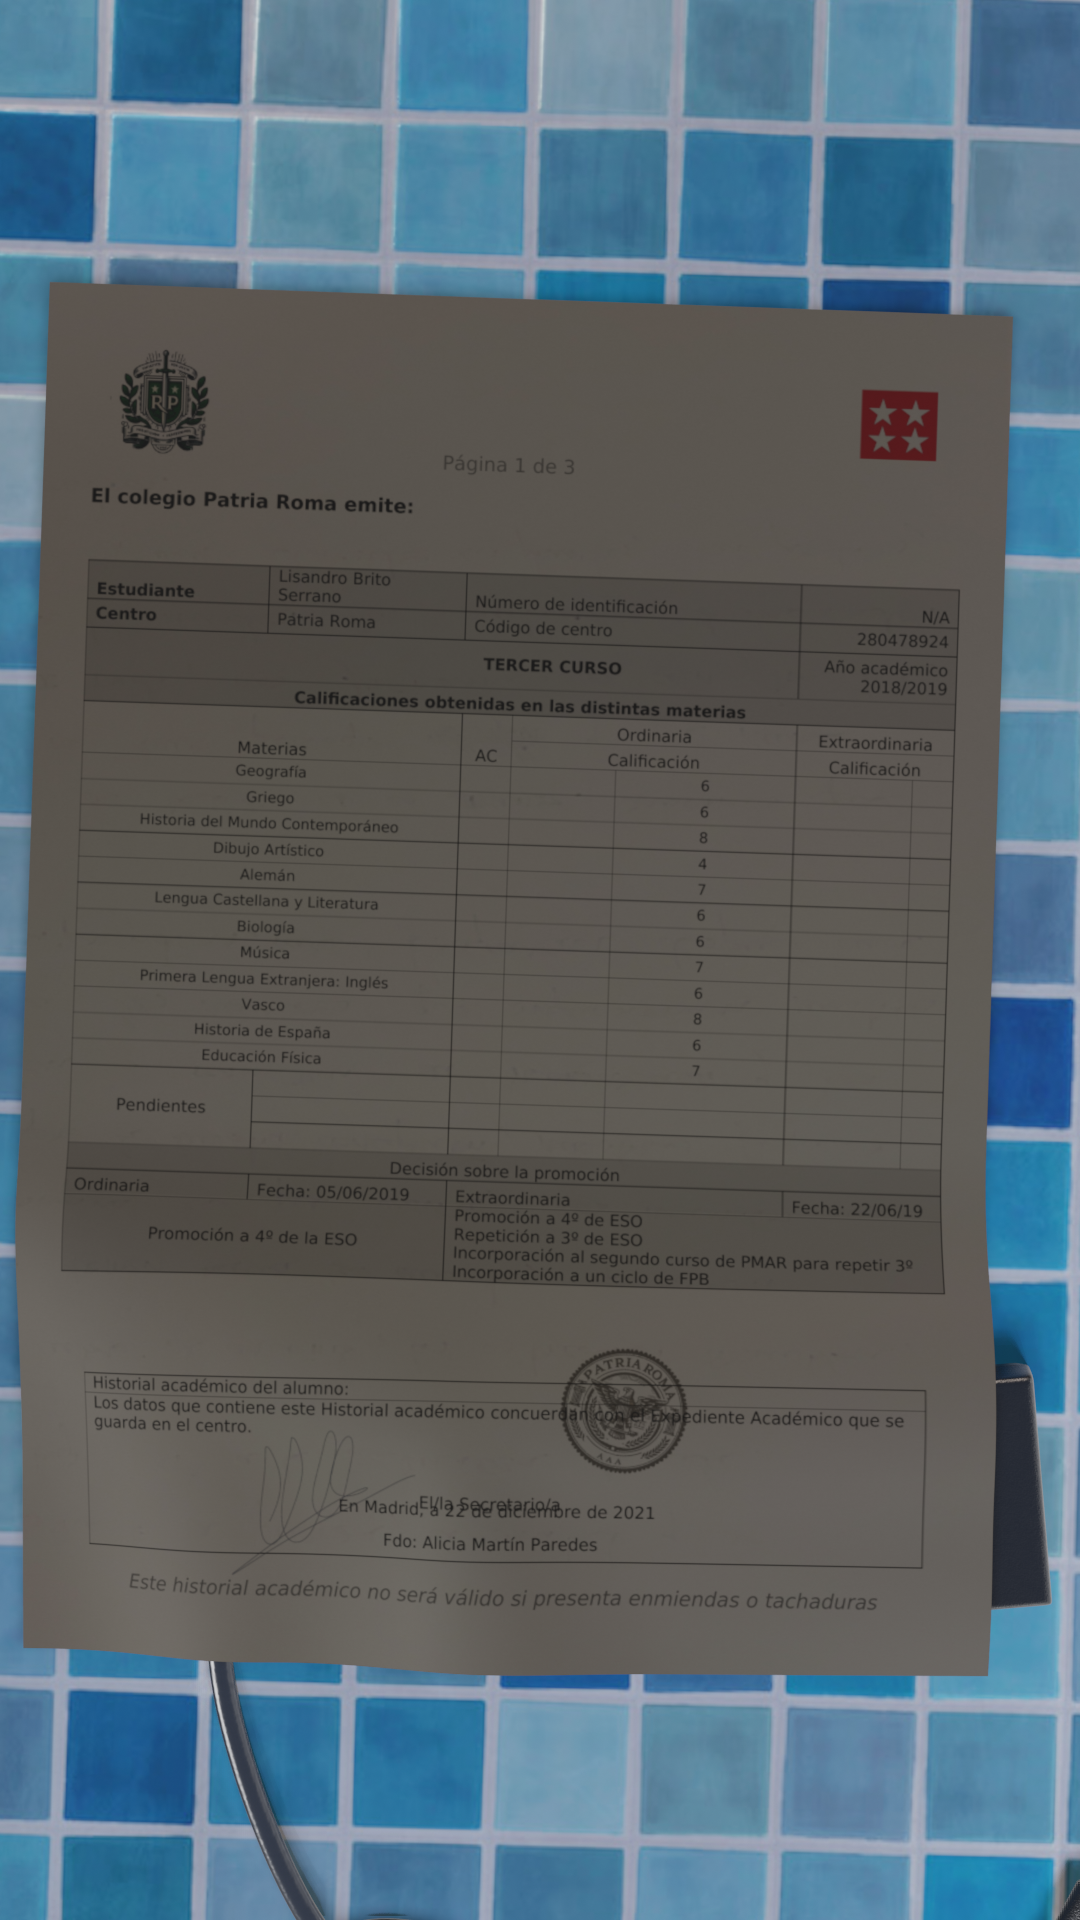 RP
Página 1 de 3
El colegio Patria Roma emite:
Estudiante Lisandro Brito Serrano Número de identificación N/A
Centro Patria Roma Código de centro 280478924
TERCER CURSO Año académico 2018/2019
Calificaciones obtenidas en las distintas materias
Materias AC Ordinaria Extraordinaria
Calificación Calificación
Geografía 6
Griego 6
Historia del Mundo Contemporáneo 8
Dibujo Artístico 4
Alemán 7
Lengua Castellana y Literatura 6
Biología 6
Música 7
Primera Lengua Extranjera: Inglés 6
Vasco 8
Historia de España 6
Educación Física 7
Pendientes
Decisión sobre la promoción
Ordinaria Fecha: 05/06/2019 Extraordinaria Fecha: 22/06/19
Promoción a 4º de la ESO
Promoción a 4º de ESO
Repetición a 3º de ESO
Incorporación al segundo curso de PMAR para repetir 3º
Incorporación a un ciclo de FPB
PATRIA ROMA
AAA
Historial académico del alumno:
Los datos que contiene este Historial académico concuerdan con el Expediente Académico que se
guarda en el centro.
El/la Secretario/a
En Madrid, a 22 de diciembre de 2021
Fdo: Alicia Martín Paredes
Este historial académico no será válido si presenta enmiendas o tachaduras